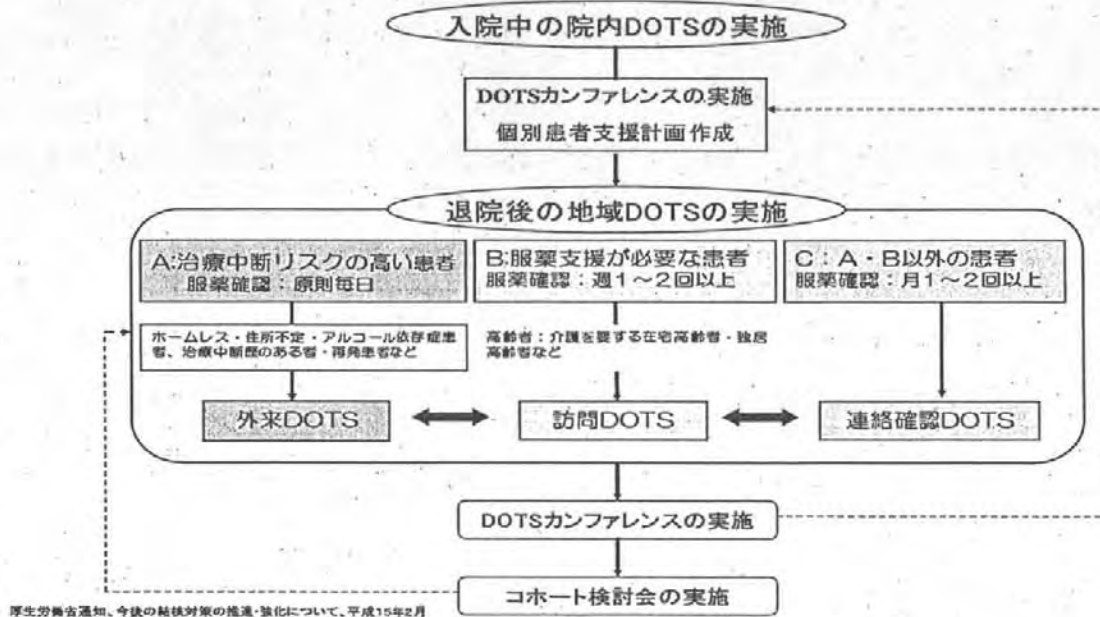 入院中の院内DOTSの実施
DOTSカンファレンスの実施
個別患者支援計画作成
退院後の地域DOTSの実施
A:治療中断リスクの高い患者
服薬確認：原則毎日
B:服薬支援が必要な患者
服薬確認：週1～2回以上
C：A・B以外の患者
服薬確認：月1～2回以上
ホームレス・住所不定・アルコール依存症患
者、治療中断歴のある者・再発患者など
高齢者：介護を要する在宅高齢者・独居
高齢者など
外来DOTS
訪問DOTS
連絡確認DOTS
DOTSカンファレンスの実施
コホート検討会の実施
厚生労働省通知、今後の結核対策の推進・強化について、平成15年2月